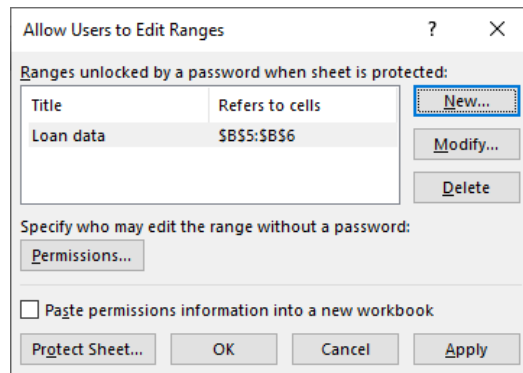 Allow Users to Edit Ranges ? ×
Ranges unlocked by a password when sheet is protected:
Title Refers to cells New...
Loan data $B$5:$B$6
Modify...
Delete
Specify who may edit the range without a password:
Permissions...
Paste permissions information into a new workbook
Protect Sheet... OK Cancel Apply